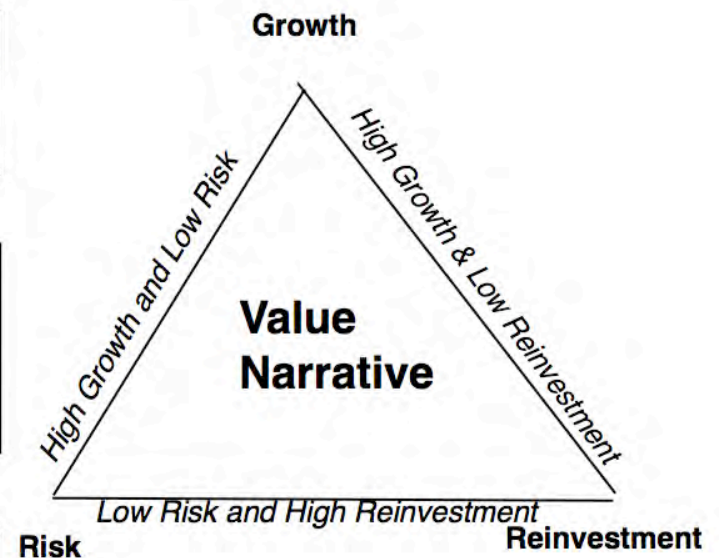 Growth
High Growth and Low Risk
High Growth & Low Reinvestment
Value
Narrative
Low Risk and High Reinvestment
Risk
Reinvestment